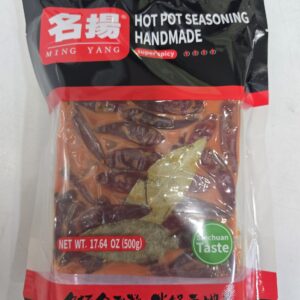 名揚
MING YANG
HOT POT SEASONING
HANDMADE
super spicy
NET WT. 17.64 OZ (500g)
Sichuan
Taste